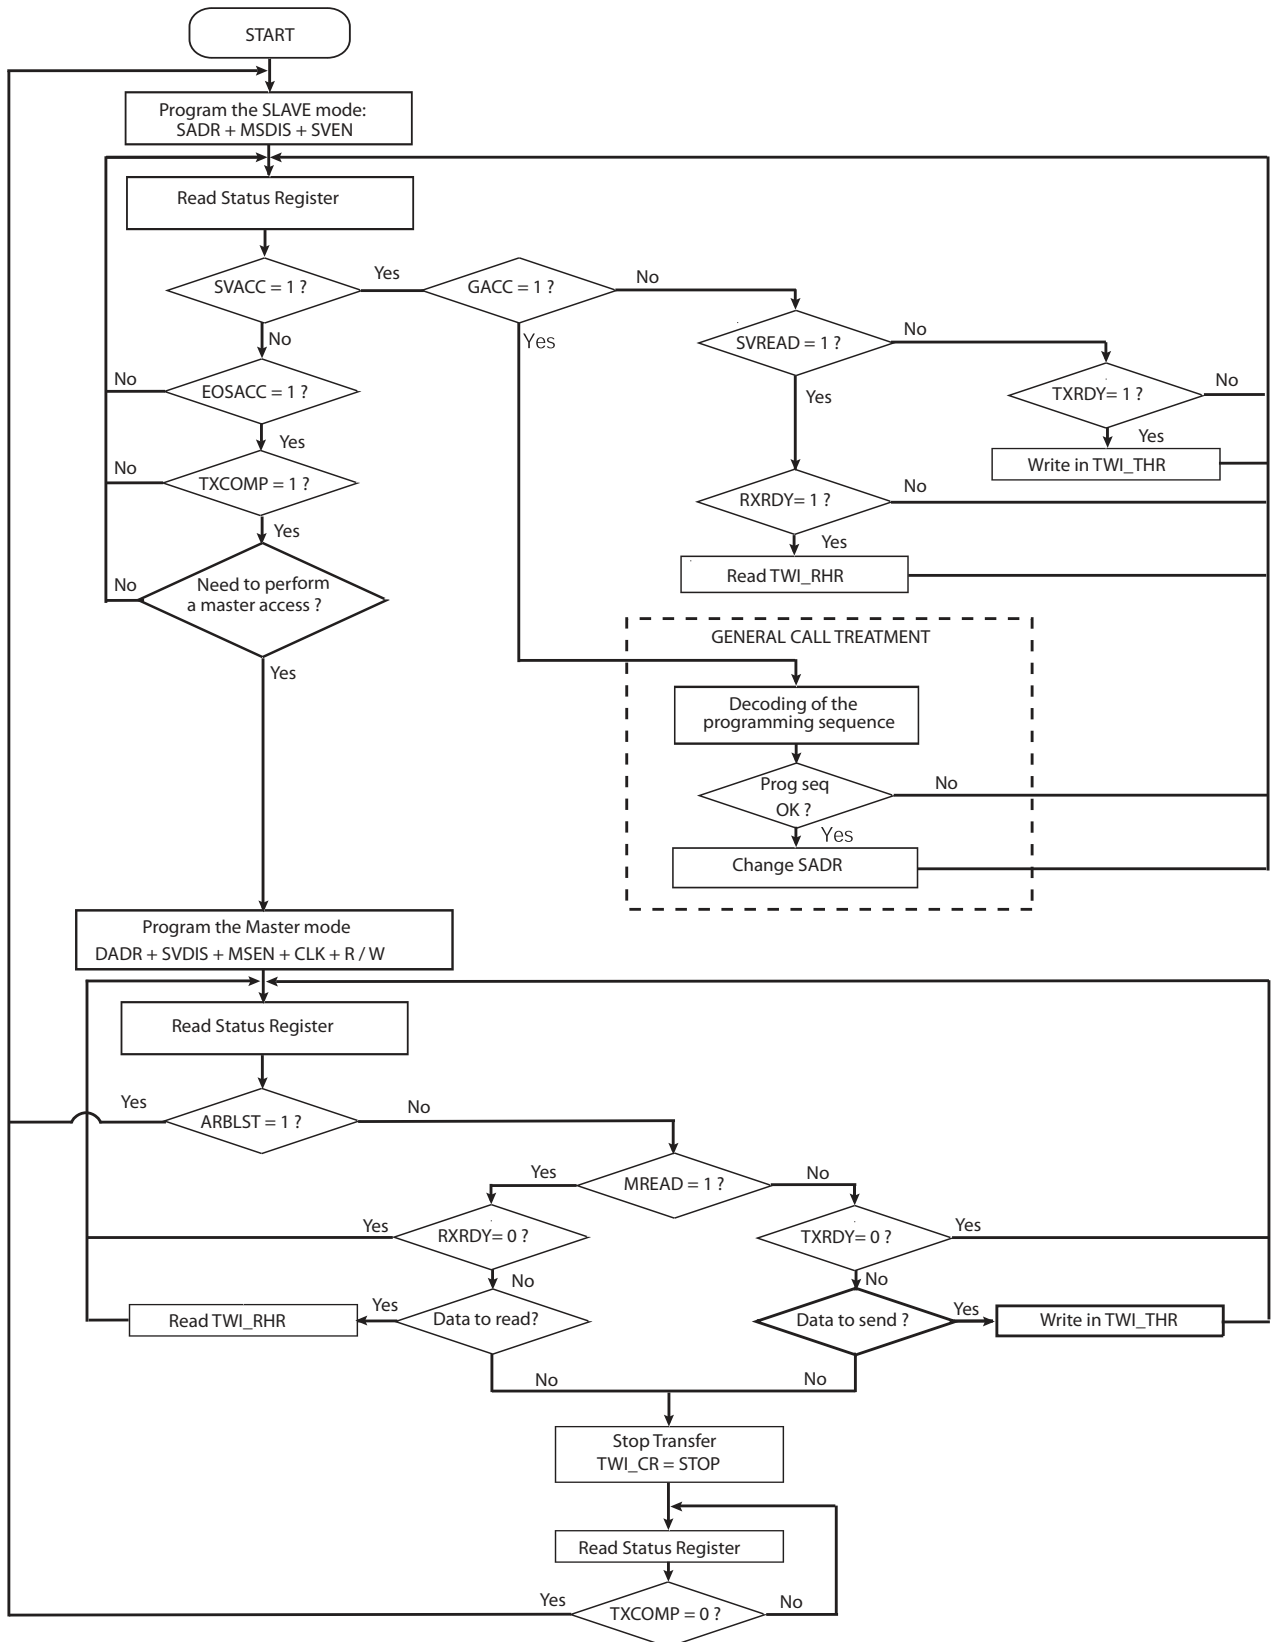 START
Program the SLAVE mode:
SADR + MSDIS + SVEN
Read Status Register
SVACC = 1 ?
Yes
GACC = 1 ?
No
No
Yes
SVREAD = 1 ?
No
EOSACC = 1 ?
No
Yes
Yes
TXRDY= 1 ?
No
Yes
Write in TWI_THR
TXCOMP = 1 ?
No
Yes
RXRDY= 1 ?
No
Yes
Read TWI_RHR
Need to perform
a master access ?
No
Yes
GENERAL CALL TREATMENT
Decoding of the
programming sequence
Prog seq
OK ?
No
Yes
Change SADR
Program the Master mode
DADR + SVDIS + MSEN + CLK + R / W
Read Status Register
ARBLST = 1 ?
Yes
No
MREAD = 1 ?
Yes
No
RXRDY= 0 ?
Yes
No
TXRDY= 0 ?
Yes
No
Data to read?
Yes
Read TWI_RHR
Data to send ?
Yes
Write in TWI_THR
No
No
Stop Transfer
TWI_CR = STOP
Read Status Register
TXCOMP = 0 ?
Yes
No